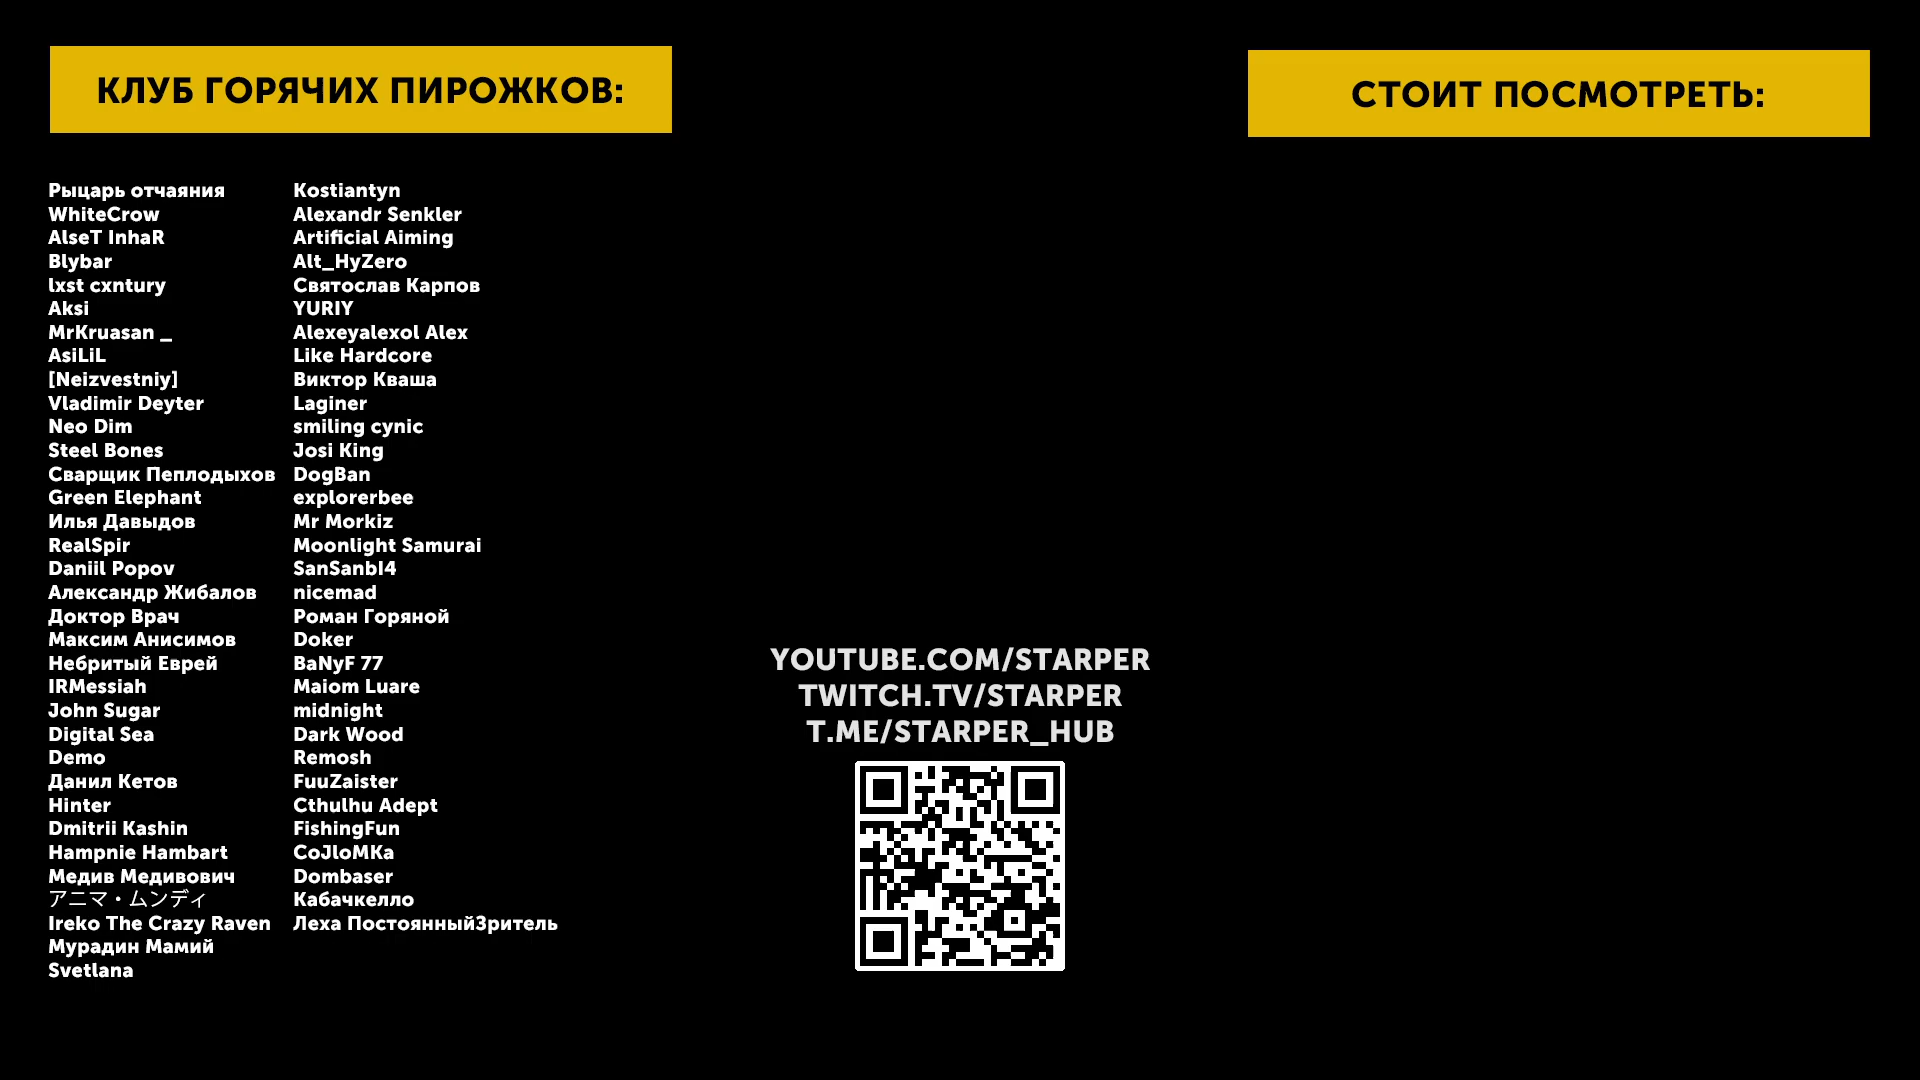 КЛУБ ГОРЯЧИХ ПИРОЖКОВ:
Рыцарь отчаяния
WhiteCrow
AlseT InhaR
Blybar
lxst cxntury
Aksi
MrKruasan _
AsiLiL
[Neizvestniy]
Vladimir Deyter
Neo Dim
Steel Bones
Сварщик Пеплодыхов
Green Elephant
Илья Давыдов
RealSpir
Daniil Popov
Александр Жибалов
Доктор Врач
Максим Анисимов
Небритый Еврей
IRMessiah
John Sugar
Digital Sea
Demo
Данил Кетов
Hinter
Dmitrii Kashin
Hampnie Hambart
Медив Медивович
アニマ・ムンディ
Ireko The Crazy Raven
Мурадин Мамий
Svetlana
Kostiantyn
Alexandr Senkler
Artificial Aiming
Alt_HyZero
Святослав Карпов
YURIY
Alexeyalexol Alex
Like Hardcore
Виктор Кваша
Laginer
smiling cynic
Josi King
DogBan
explorerbee
Mr Morkiz
Moonlight Samurai
SanSanbI4
nicemad
Роман Горяной
Doker
BaNyF 77
Maiom Luare
midnight
Dark Wood
Remosh
FuuZaister
Cthulhu Adept
FishingFun
CoJloMKa
Dombaser
Кабачкелло
Леха ПостоянныйЗритель
YOUTUBE.COM/STARPER
TWITCH.TV/STARPER
T.ME/STARPER_HUB
СТОИТ ПОСМОТРЕТЬ: